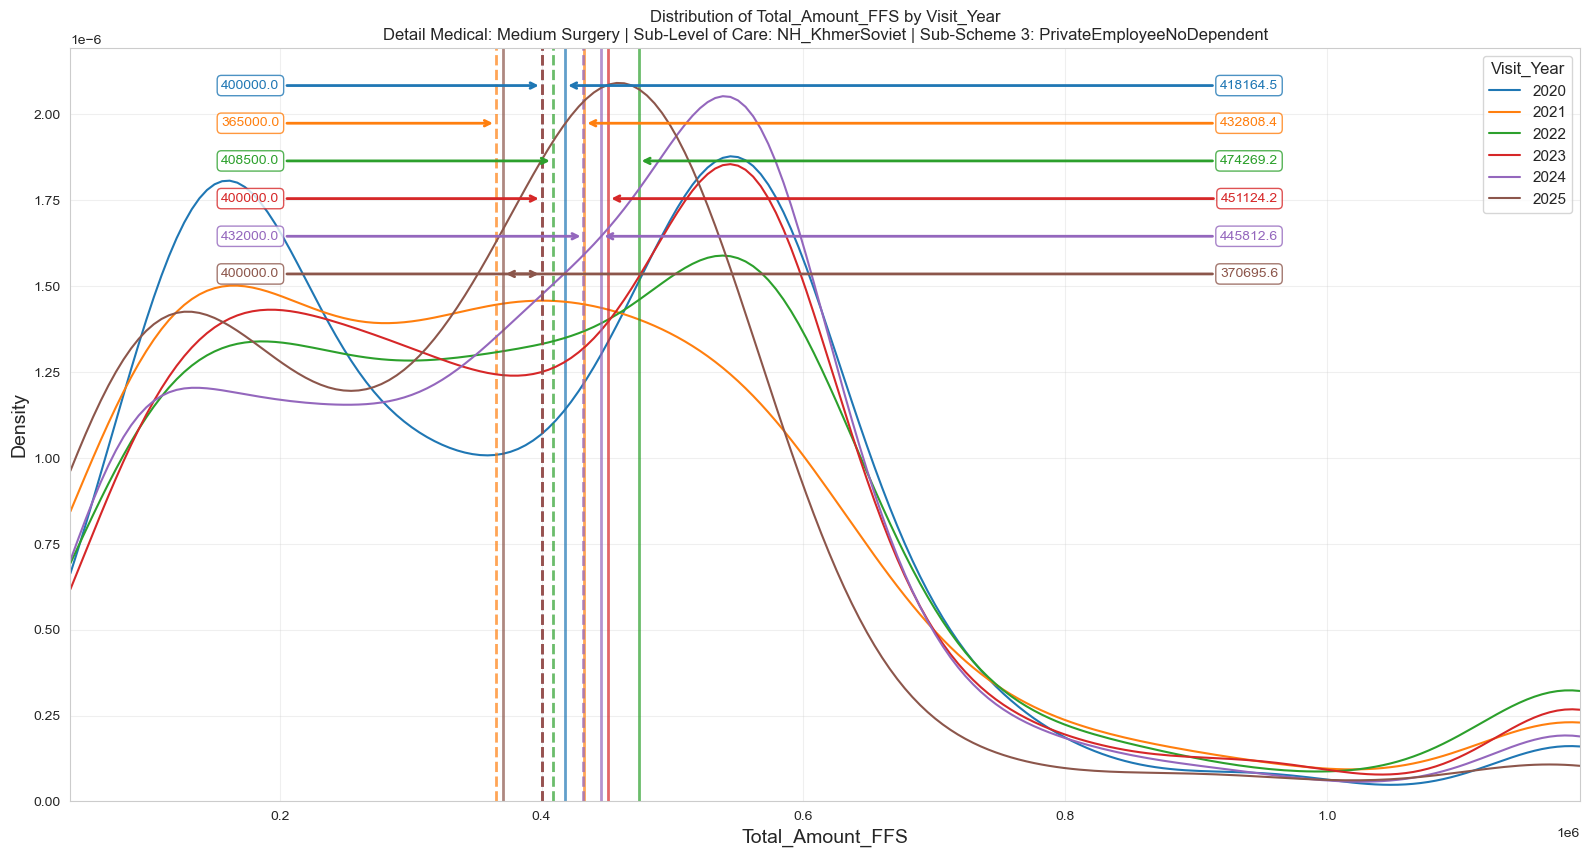 Distribution of Total_Amount_FFS by Visit_Year
Detail Medical: Medium Surgery | Sub-Level of Care: NH_KhmerSoviet | Sub-Scheme 3: PrivateEmployeeNoDependent
1e−6
Visit_Year
2020
2021
2022
2023
2024
2025
400000.0 418164.5
365000.0 432808.4
408500.0 474269.2
400000.0 451124.2
432000.0 445812.6
400000.0 370695.6
2.00
1.75
1.50
1.25
1.00
0.75
0.50
0.25
0.00
Density
0.2 0.4 0.6 0.8 1.0
1e6
Total_Amount_FFS